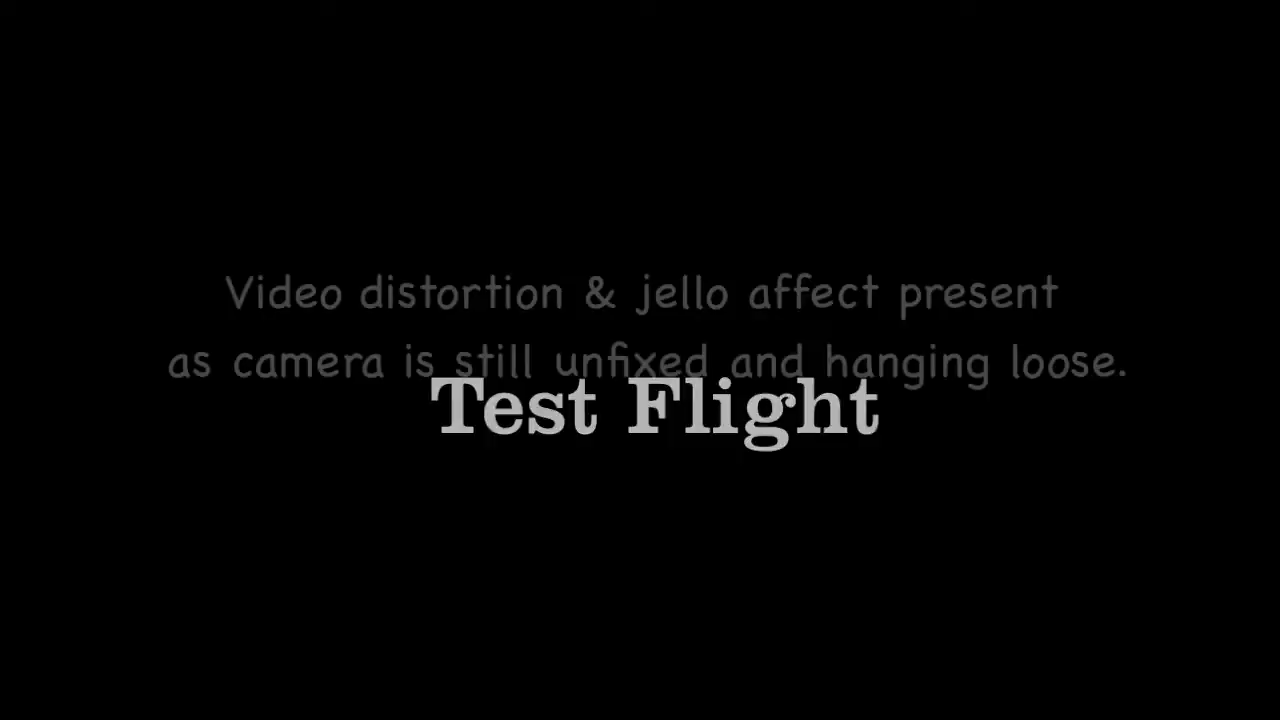 Video distortion & jello affect present
as camera is still unfixed and hanging loose.
Test Flight